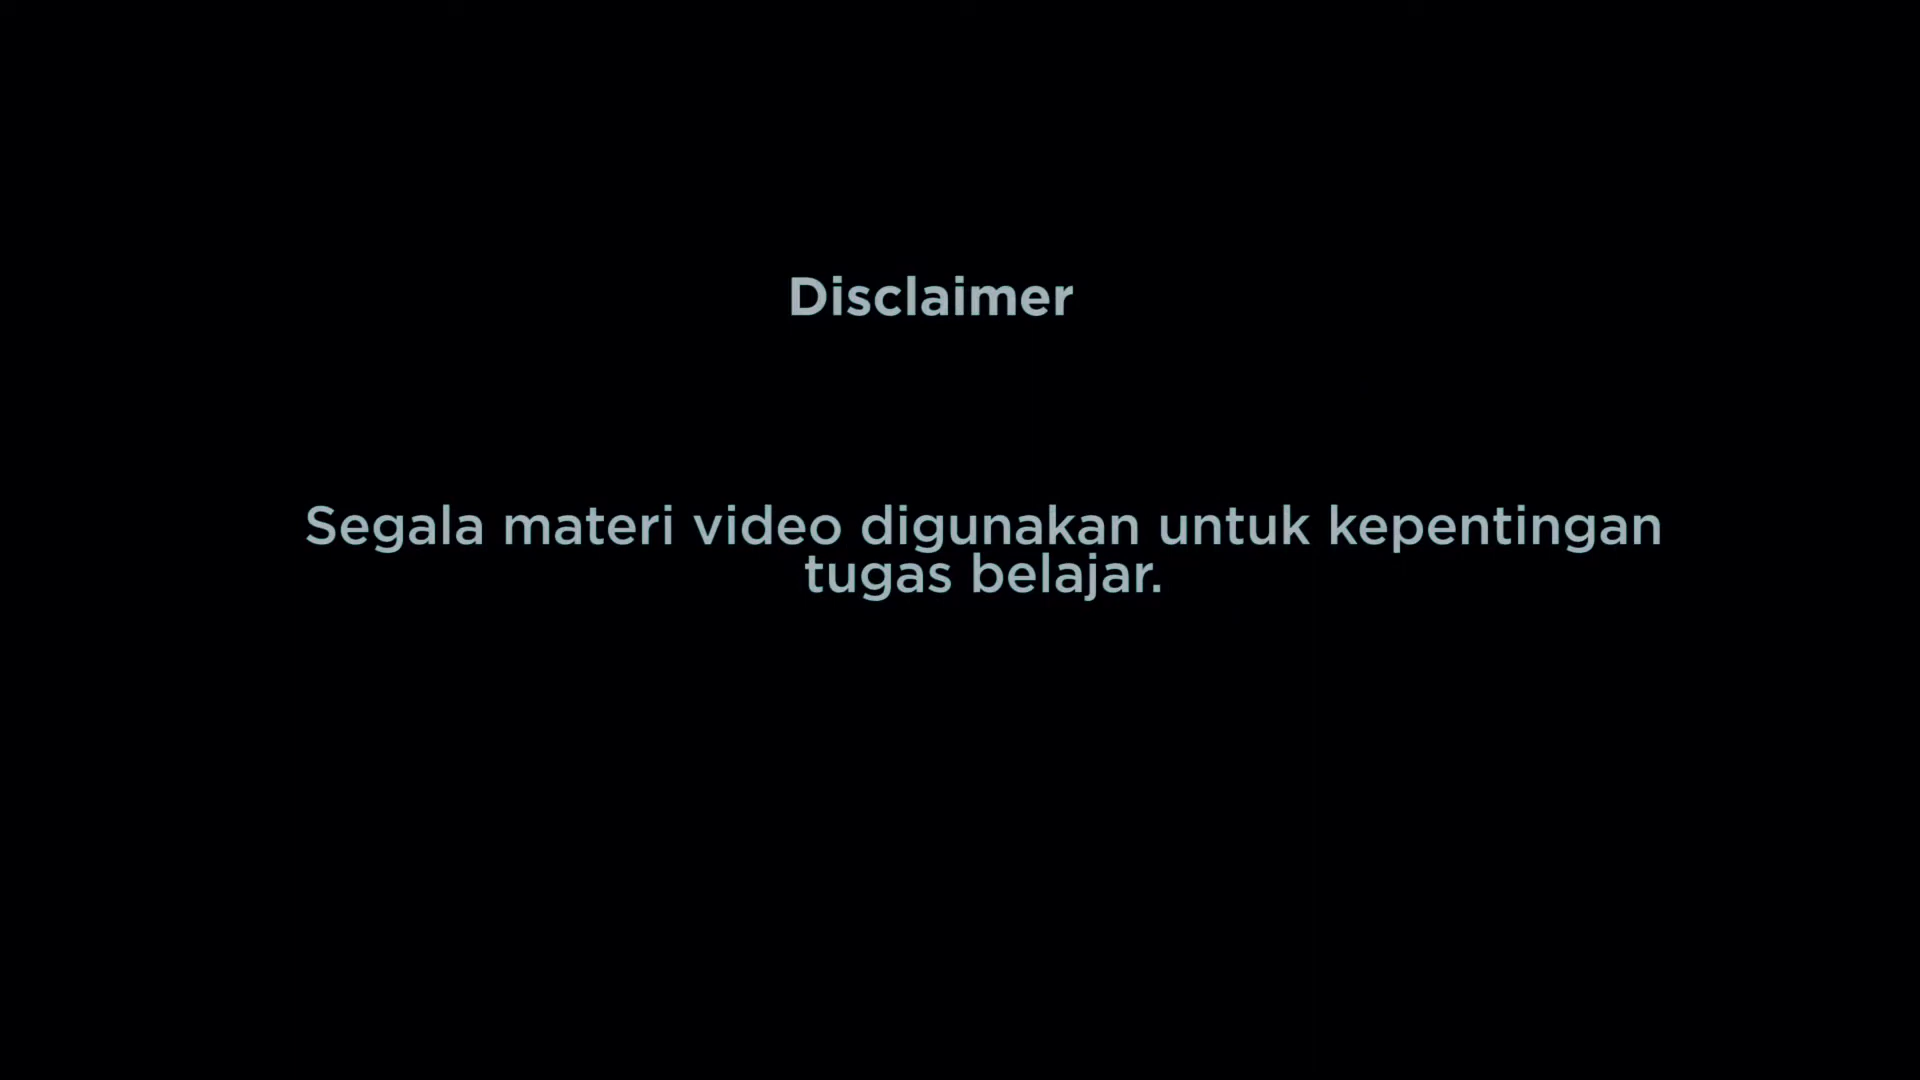 Disclaimer
Segala materi video digunakan untuk kepentingan
tugas belajar.